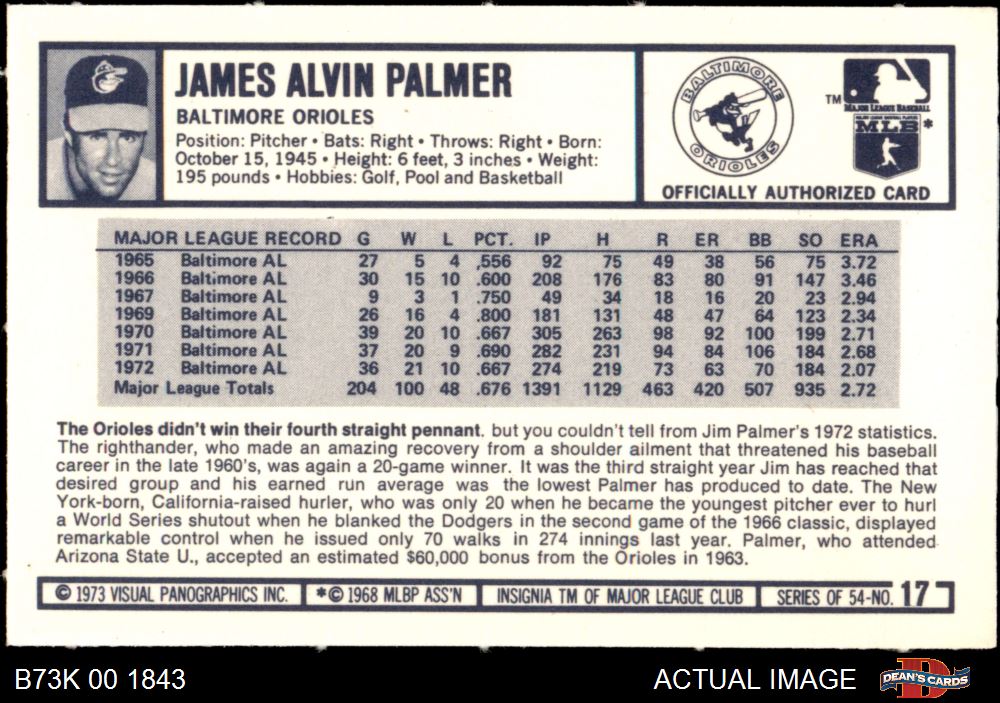 JAMES ALVIN PALMER
BALTIMORE ORIOLES
Position: Pitcher • Bats: Right • Throws: Right • Born:
October 15, 1945 • Height: 6 feet, 3 inches • Weight:
195 pounds • Hobbies: Golf, Pool and Basketball
BALTIMORE
ORIOLES
TM
MAJOR LEAGUE BASEBALL
MAJOR LEAGUE BASEBALL PLAYERS
MLB *
OFFICIALLY AUTHORIZED CARD
MAJOR LEAGUE RECORD G W L PCT. IP H R ER BB SO ERA
1965 Baltimore AL 27 5 4 .556 92 75 49 38 56 75 3.72
1966 Baltimore AL 30 15 10 .600 208 176 83 80 91 147 3.46
1967 Baltimore AL 9 3 1 .750 49 34 18 16 20 23 2.94
1969 Baltimore AL 26 16 4 .800 181 131 48 47 64 123 2.34
1970 Baltimore AL 39 20 10 .667 305 263 98 92 100 199 2.71
1971 Baltimore AL 37 20 9 .690 282 231 94 84 106 184 2.68
1972 Baltimore AL 36 21 10 .667 274 219 73 63 70 184 2.07
Major League Totals 204 100 48 .676 1391 1129 463 420 507 935 2.72
The Orioles didn't win their fourth straight pennant. but you couldn't tell from Jim Palmer's 1972 statistics.
The righthander, who made an amazing recovery from a shoulder ailment that threatened his baseball
career in the late 1960's, was again a 20-game winner. It was the third straight year Jim has reached that
desired group and his earned run average was the lowest Palmer has produced to date. The New
York-born, California-raised hurler, who was only 20 when he became the youngest pitcher ever to hurl
a World Series shutout when he blanked the Dodgers in the second game of the 1966 classic, displayed
remarkable control when he issued only 70 walks in 274 innings last year. Palmer, who attended
Arizona State U., accepted an estimated $60,000 bonus from the Orioles in 1963.
© 1973 VISUAL PANOGRAPHICS INC. *© 1968 MLBP ASS'N INSIGNIA TM OF MAJOR LEAGUE CLUB SERIES OF 54-NO. 17
B73K 00 1843 ACTUAL IMAGE
D
DEAN'S CARDS